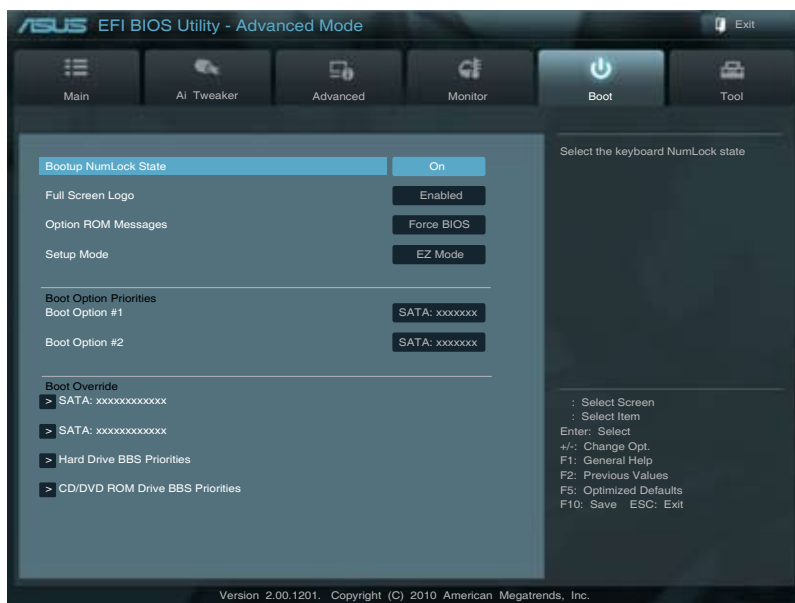 ASUS EFI BIOS Utility - Advanced Mode
Exit
Main
Ai Tweaker
Advanced
Monitor
Boot
Tool
Bootup NumLock State On
Full Screen Logo Enabled
Option ROM Messages Force BIOS
Setup Mode EZ Mode
Boot Option Priorities
Boot Option #1 SATA: xxxxxxx
Boot Option #2 SATA: xxxxxxx
Boot Override
> SATA: xxxxxxxxxxxx
> SATA: xxxxxxxxxxxx
> Hard Drive BBS Priorities
> CD/DVD ROM Drive BBS Priorities
Select the keyboard NumLock state
: Select Screen
: Select Item
Enter: Select
+/-: Change Opt.
F1: General Help
F2: Previous Values
F5: Optimized Defaults
F10: Save ESC: Exit
Version 2.00.1201. Copyright (C) 2010 American Megatrends, Inc.